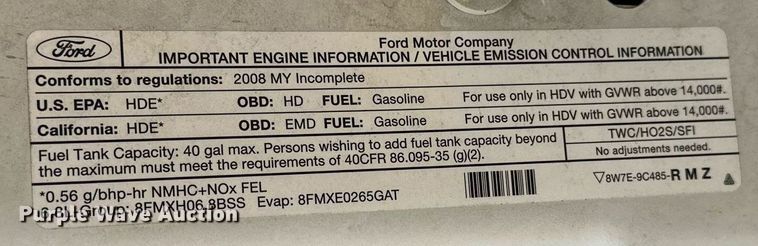 Ford
Ford Motor Company
IMPORTANT ENGINE INFORMATION / VEHICLE EMISSION CONTROL INFORMATION
Conforms to regulations: 2008 MY Incomplete
U.S. EPA: HDE* OBD: HD FUEL: Gasoline For use only in HDV with GVWR above 14,000#.
California: HDE* OBD: EMD FUEL: Gasoline For use only in HDV with GVWR above 14,000#.
Fuel Tank Capacity: 40 gal max. Persons wishing to add fuel tank capacity beyond
the maximum must meet the requirements of 40CFR 86.095-35 (g)(2).
TWC/HO2S/SFI
No adjustments needed.
*0.56 g/bhp-hr NMHC+NOx FEL
6.8L Group: 8FMXH06.8BSS Evap: 8FMXE0265GAT
▽8W7E-9C485-RMZ
Purple Wave Auction